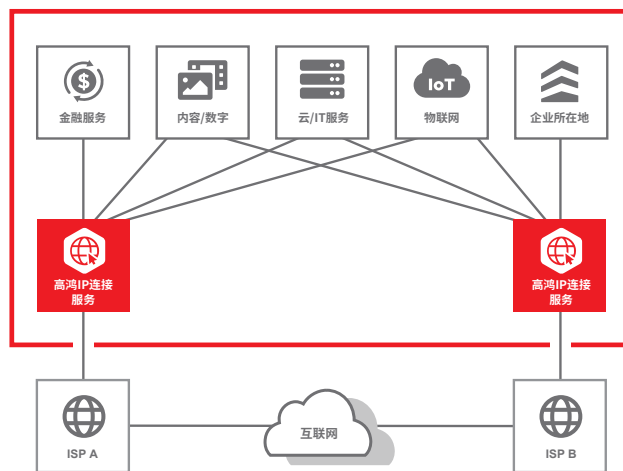 金融服务
内容/数字
云/IT服务
IoT
物联网
企业所在地
高鸿IP连接
服务
高鸿IP连接
服务
互联网
ISP A
ISP B